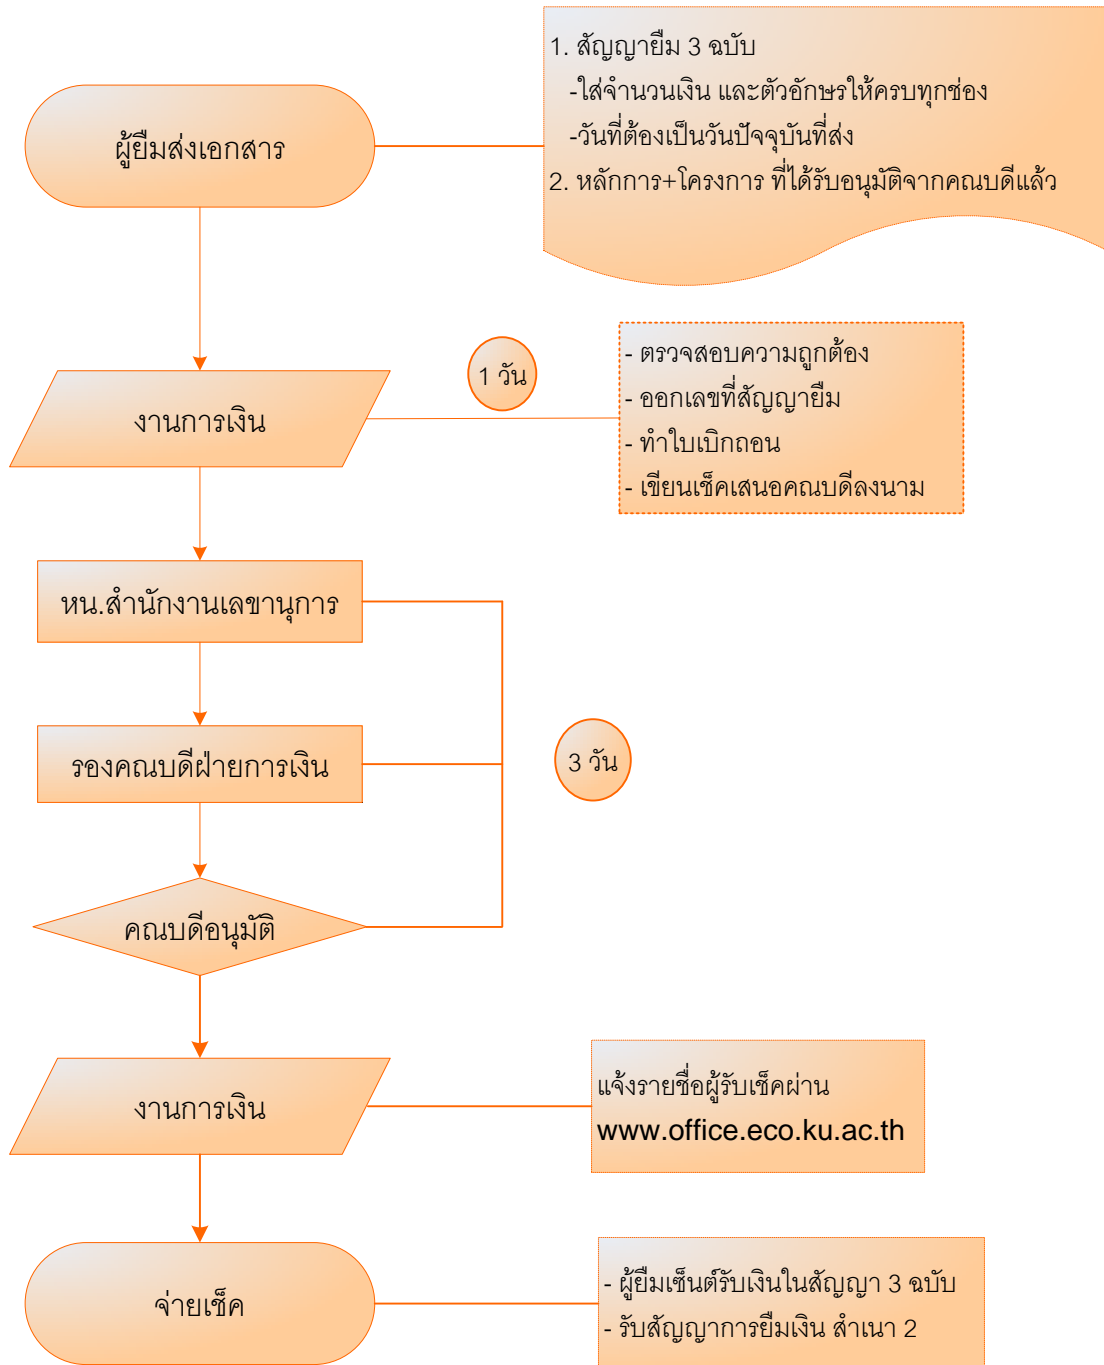 ผู้ยืมส่งเอกสาร
1. สัญญายืม 3 ฉบับ
-ใส่จำนวนเงิน และตัวอักษรให้ครบทุกช่อง
-วันที่ต้องเป็นวันปัจจุบันที่ส่ง
2. หลักการ+โครงการ ที่ได้รับอนุมัติจากคณบดีแล้ว
งานการเงิน
1 วัน
- ตรวจสอบความถูกต้อง
- ออกเลขที่สัญญายืม
- ทำใบเบิกถอน
- เขียนเช็คเสนอคณบดีลงนาม
หน.สำนักงานเลขานุการ
รองคณบดีฝ่ายการเงิน
3 วัน
คณบดีอนุมัติ
งานการเงิน
แจ้งรายชื่อผู้รับเช็คผ่าน
www.office.eco.ku.ac.th
จ่ายเช็ค
- ผู้ยืมเซ็นต์รับเงินในสัญญา 3 ฉบับ
- รับสัญญาการยืมเงิน สำเนา 2